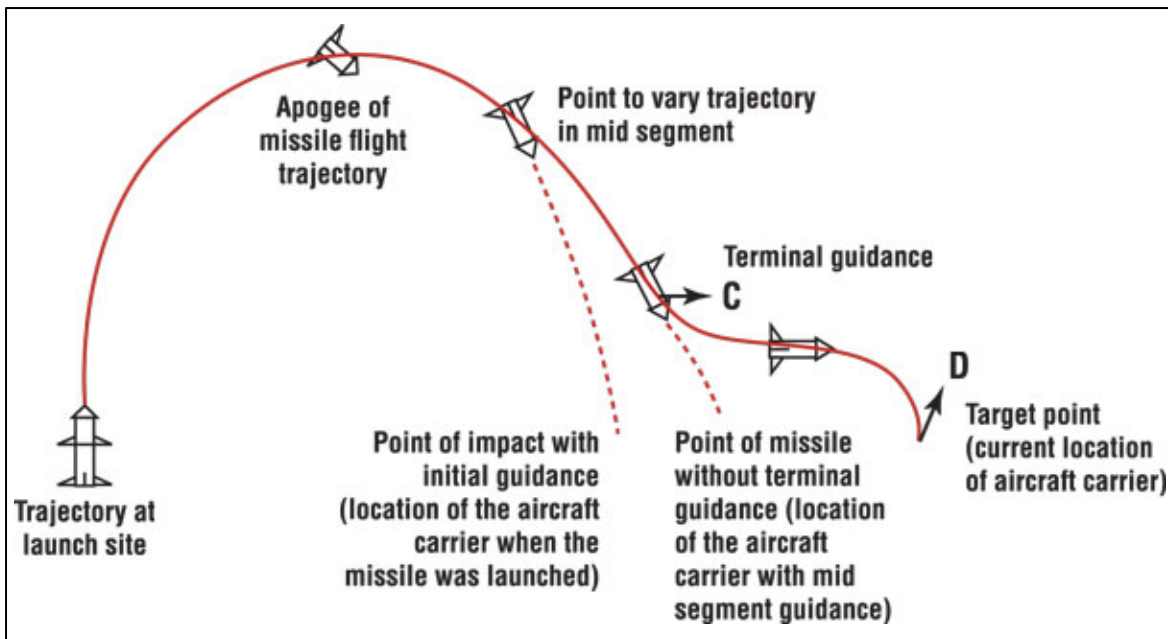 Apogee of
missile flight
trajectory
Point to vary trajectory
in mid segment
Terminal guidance
C
D
Target point
(current location
of aircraft carrier)
Point of impact with
initial guidance
(location of the aircraft
carrier when the
missile was launched)
Point of missile
without terminal
guidance (location
of the aircraft
carrier with mid
segment guidance)
Trajectory at
launch site